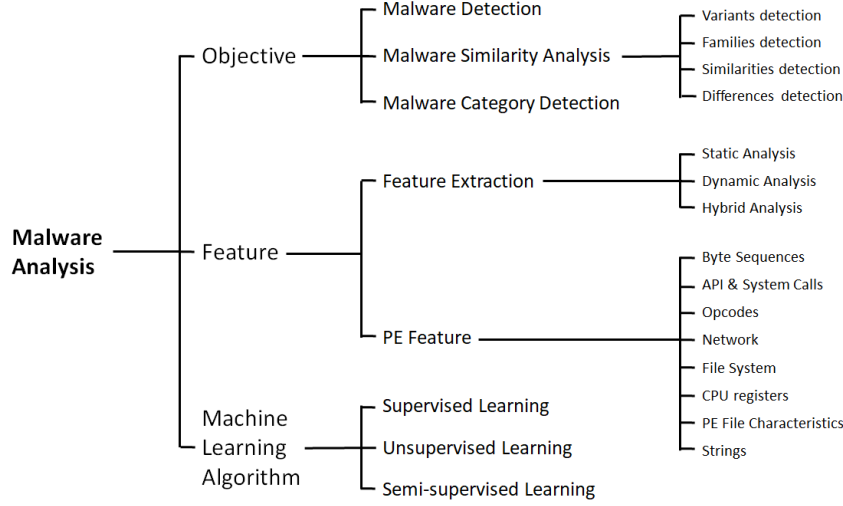 Malware Detection
Variants detection
Families detection
Objective
Malware Similarity Analysis
Similarities detection
Differences detection
Malware Category Detection
Static Analysis
Feature Extraction
Dynamic Analysis
Hybrid Analysis
Malware
Analysis
Feature
Byte Sequences
API & System Calls
Opcodes
PE Feature
Network
File System
CPU registers
PE File Characteristics
Strings
Machine
Learning
Algorithm
Supervised Learning
Unsupervised Learning
Semi-supervised Learning